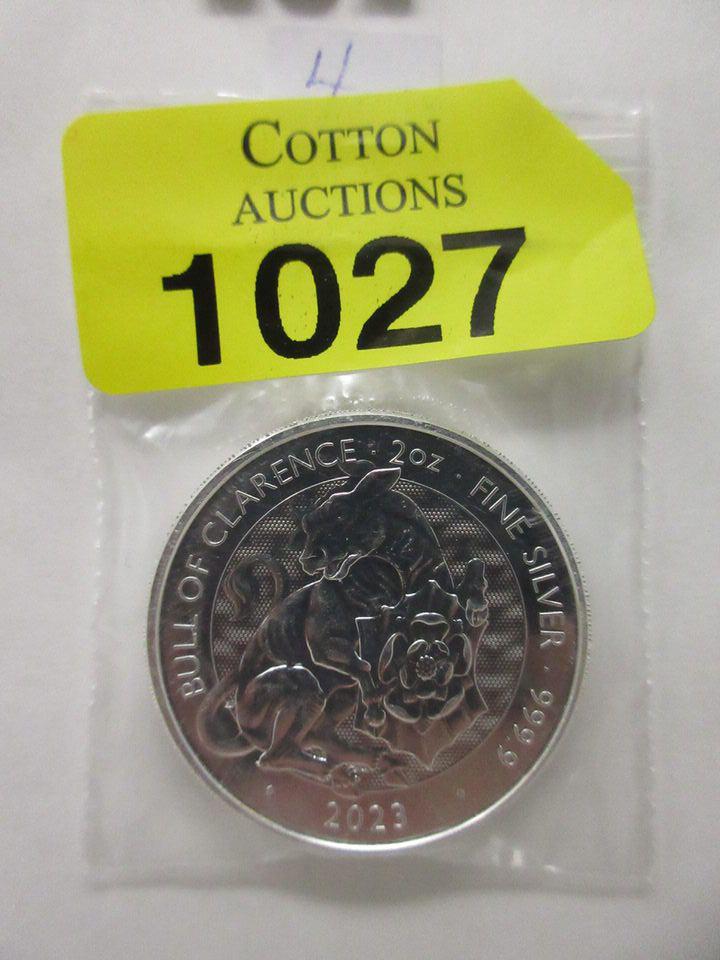 4
COTTON
AUCTIONS
1027
BULL OF CLARENCE · 2OZ · FINE SILVER · 999.9
2023